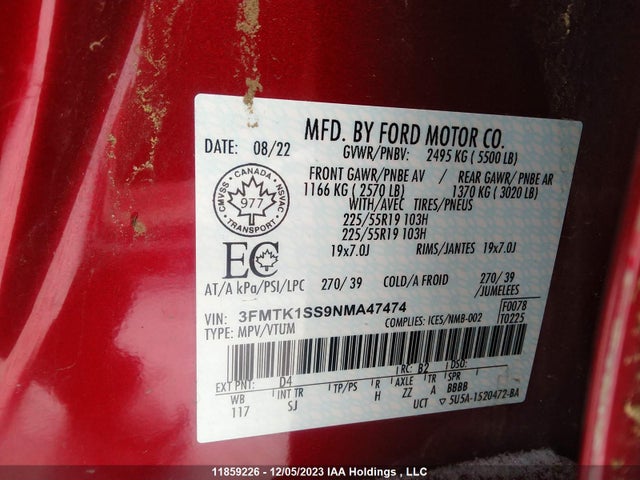 MFD. BY FORD MOTOR CO.
DATE: 08/22
GVWR/PNBV: 2495 KG ( 5500 LB)
FRONT GAWR/PNBE AV / REAR GAWR/ PNBE AR
1166 KG ( 2570 LB) 1370 KG ( 3020 LB)
WITH/AVEC TIRES/PNEUS
225/55R19 103H
225/55R19 103H
19x7.0J RIMS/JANTES 19x7.0J
CMVSS · CANADA · NSVAC
977
TRANSPORT
EC
AT/A kPa/PSI/LPC 270/ 39 COLD/A FROID 270/ 39
/JUMELEES
VIN: 3FMTK1SS9NMA47474
F0078
TYPE: MPV/VTUM COMPLIES: ICES/NMB-002
T0225
EXT PNT: D4 RC: B2 DSO:
WB INT TR TP/PS R AXLE TR SPR
117 SJ H ZZ A BBBB
UCT 5U5A-1520472-BA
11859226 - 12/05/2023 IAA Holdings , LLC